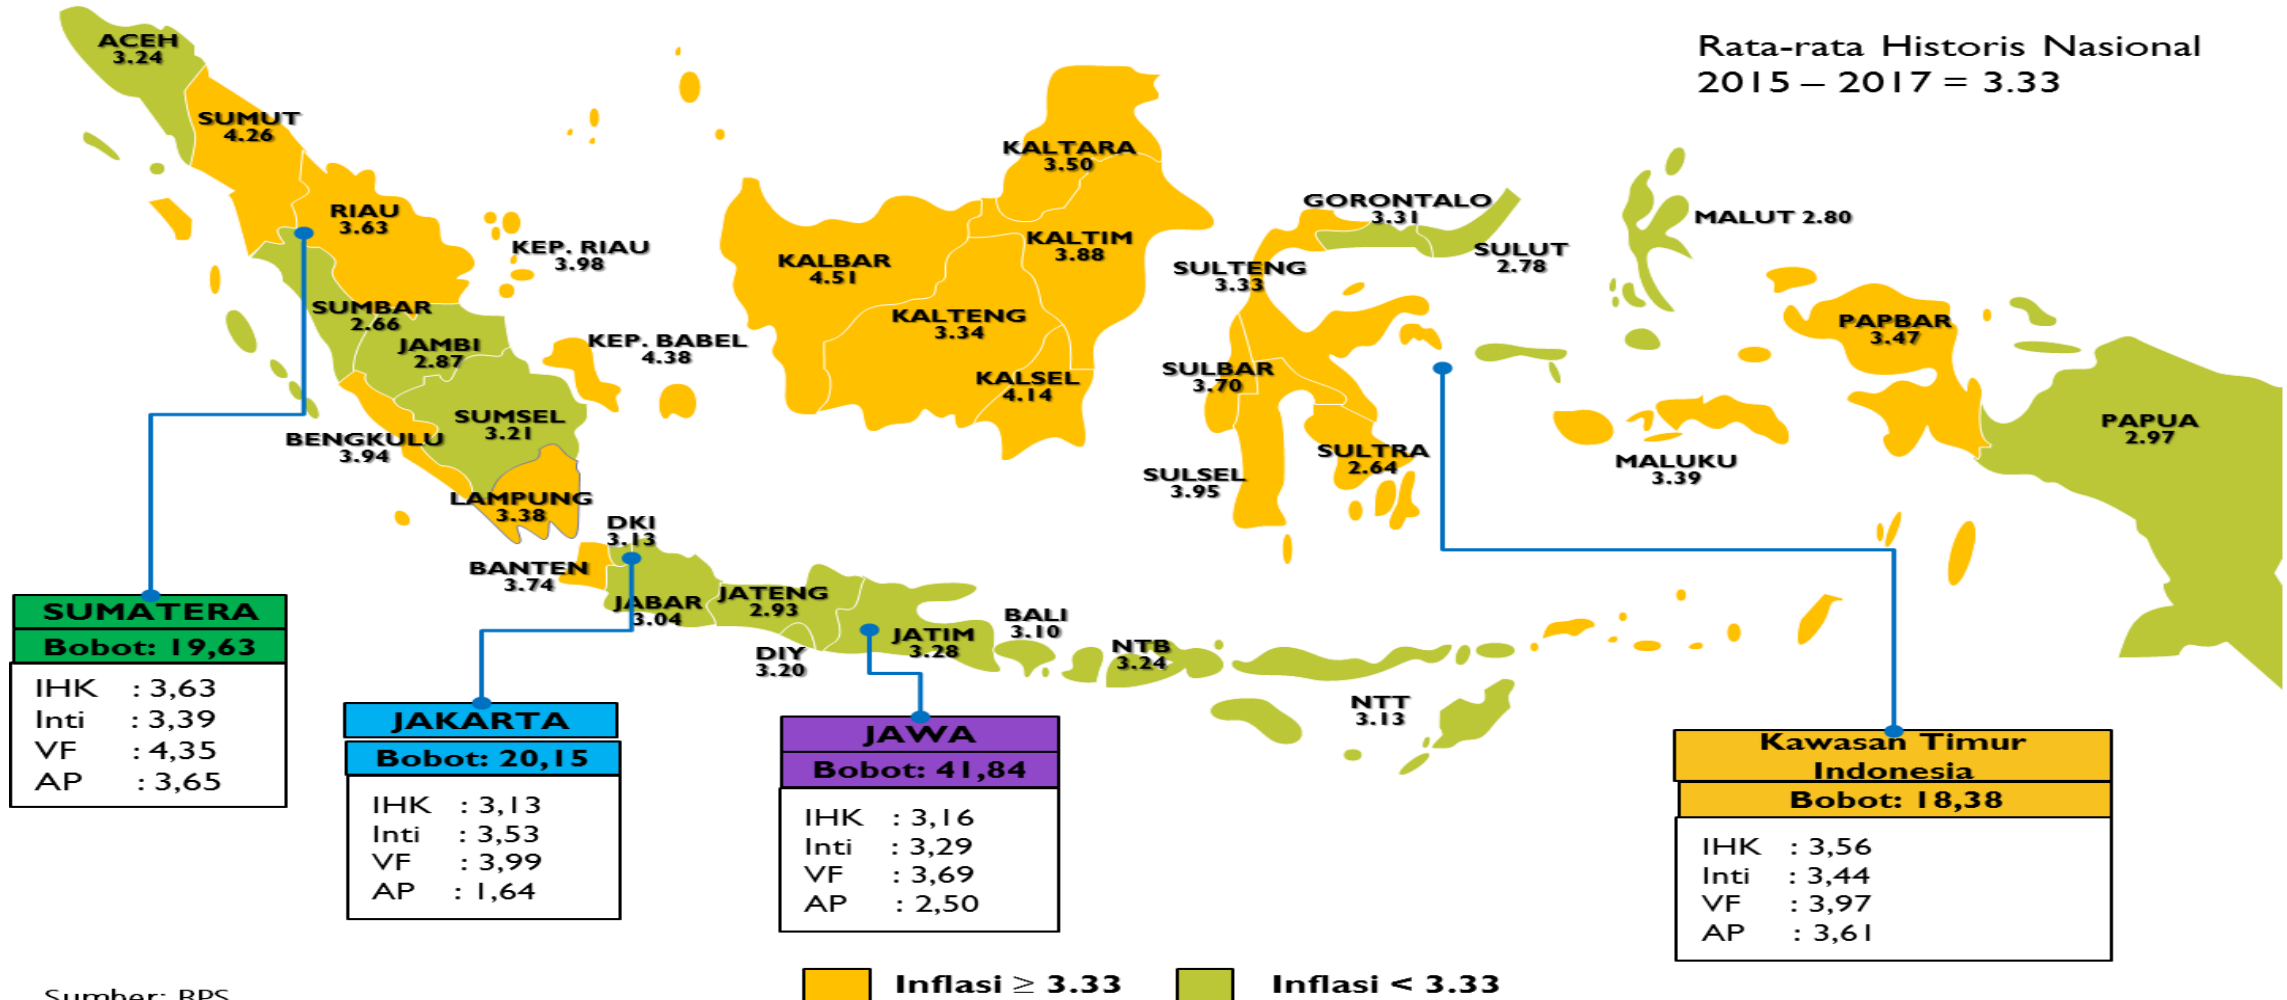 Rata-rata Historis Nasional
2015 – 2017 = 3.33
ACEH
3.24
SUMUT
4.26
RIAU
3.63
KEP. RIAU
3.98
SUMBAR
2.66
JAMBI
2.87
KEP. BABEL
4.38
SUMSEL
3.21
BENGKULU
3.94
LAMPUNG
3.38
KALTARA
3.50
KALTIM
3.88
KALBAR
4.51
KALTENG
3.34
KALSEL
4.14
GORONTALO
3.31
SULUT
2.78
SULTENG
3.33
SULBAR
3.70
SULSEL
3.95
SULTRA
2.64
MALUT 2.80
PAPBAR
3.47
MALUKU
3.39
PAPUA
2.97
DKI
3.13
BANTEN
3.74
JABAR
3.04
JATENG
2.93
DIY
3.20
JATIM
3.28
BALI
3.10
NTB
3.24
NTT
3.13
SUMATERA
Bobot: 19,63
IHK : 3,63
Inti : 3,39
VF : 4,35
AP : 3,65
JAKARTA
Bobot: 20,15
IHK : 3,13
Inti : 3,53
VF : 3,99
AP : 1,64
JAWA
Bobot: 41,84
IHK : 3,16
Inti : 3,29
VF : 3,69
AP : 2,50
Kawasan Timur
Indonesia
Bobot: 18,38
IHK : 3,56
Inti : 3,44
VF : 3,97
AP : 3,61
Inflasi ≥ 3.33
Inflasi < 3.33
Sumber: BPS